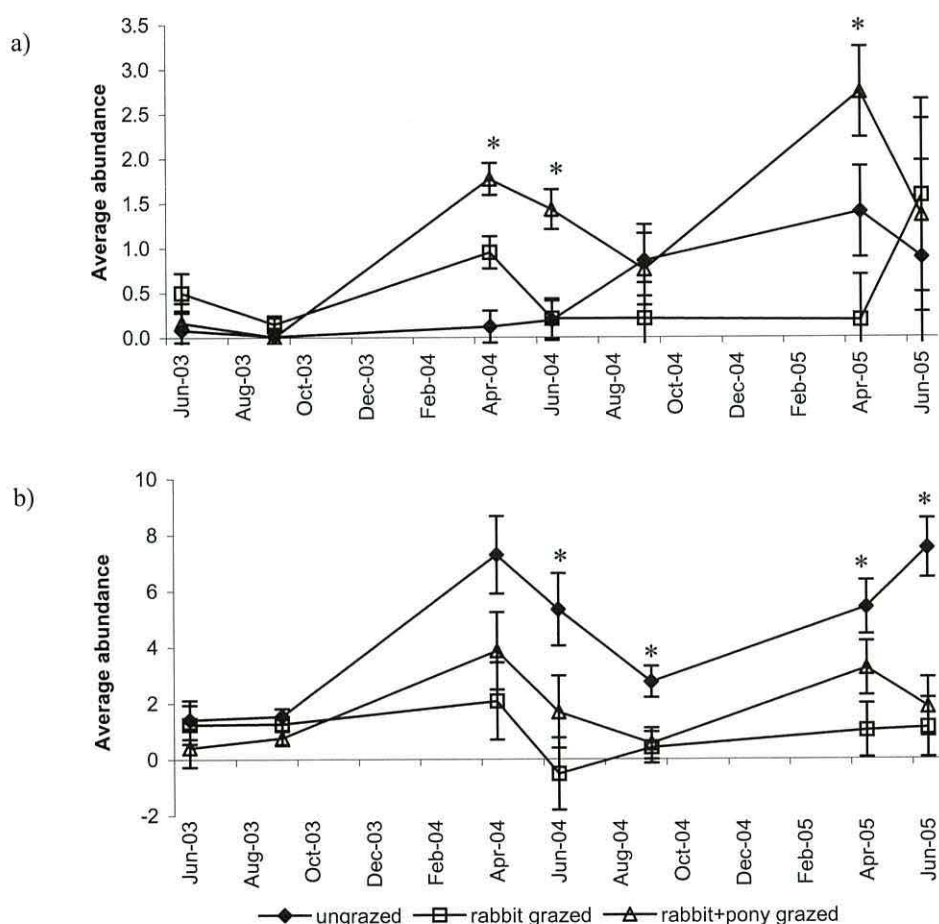 a)
3.5
*
3.0
2.5
*
2.0
*
1.5
1.0
0.5
0.0
Average abundance
Jun-03
Aug-03
Oct-03
Dec-03
Feb-04
Apr-04
Jun-04
Aug-04
Oct-04
Dec-04
Feb-05
Apr-05
Jun-05
b)
10
*
8
*
*
6
4
*
2
0
-2
Average abundance
Jun-03
Aug-03
Oct-03
Dec-03
Feb-04
Apr-04
Jun-04
Aug-04
Oct-04
Dec-04
Feb-05
Apr-05
Jun-05
ungrazed rabbit grazed rabbit+pony grazed